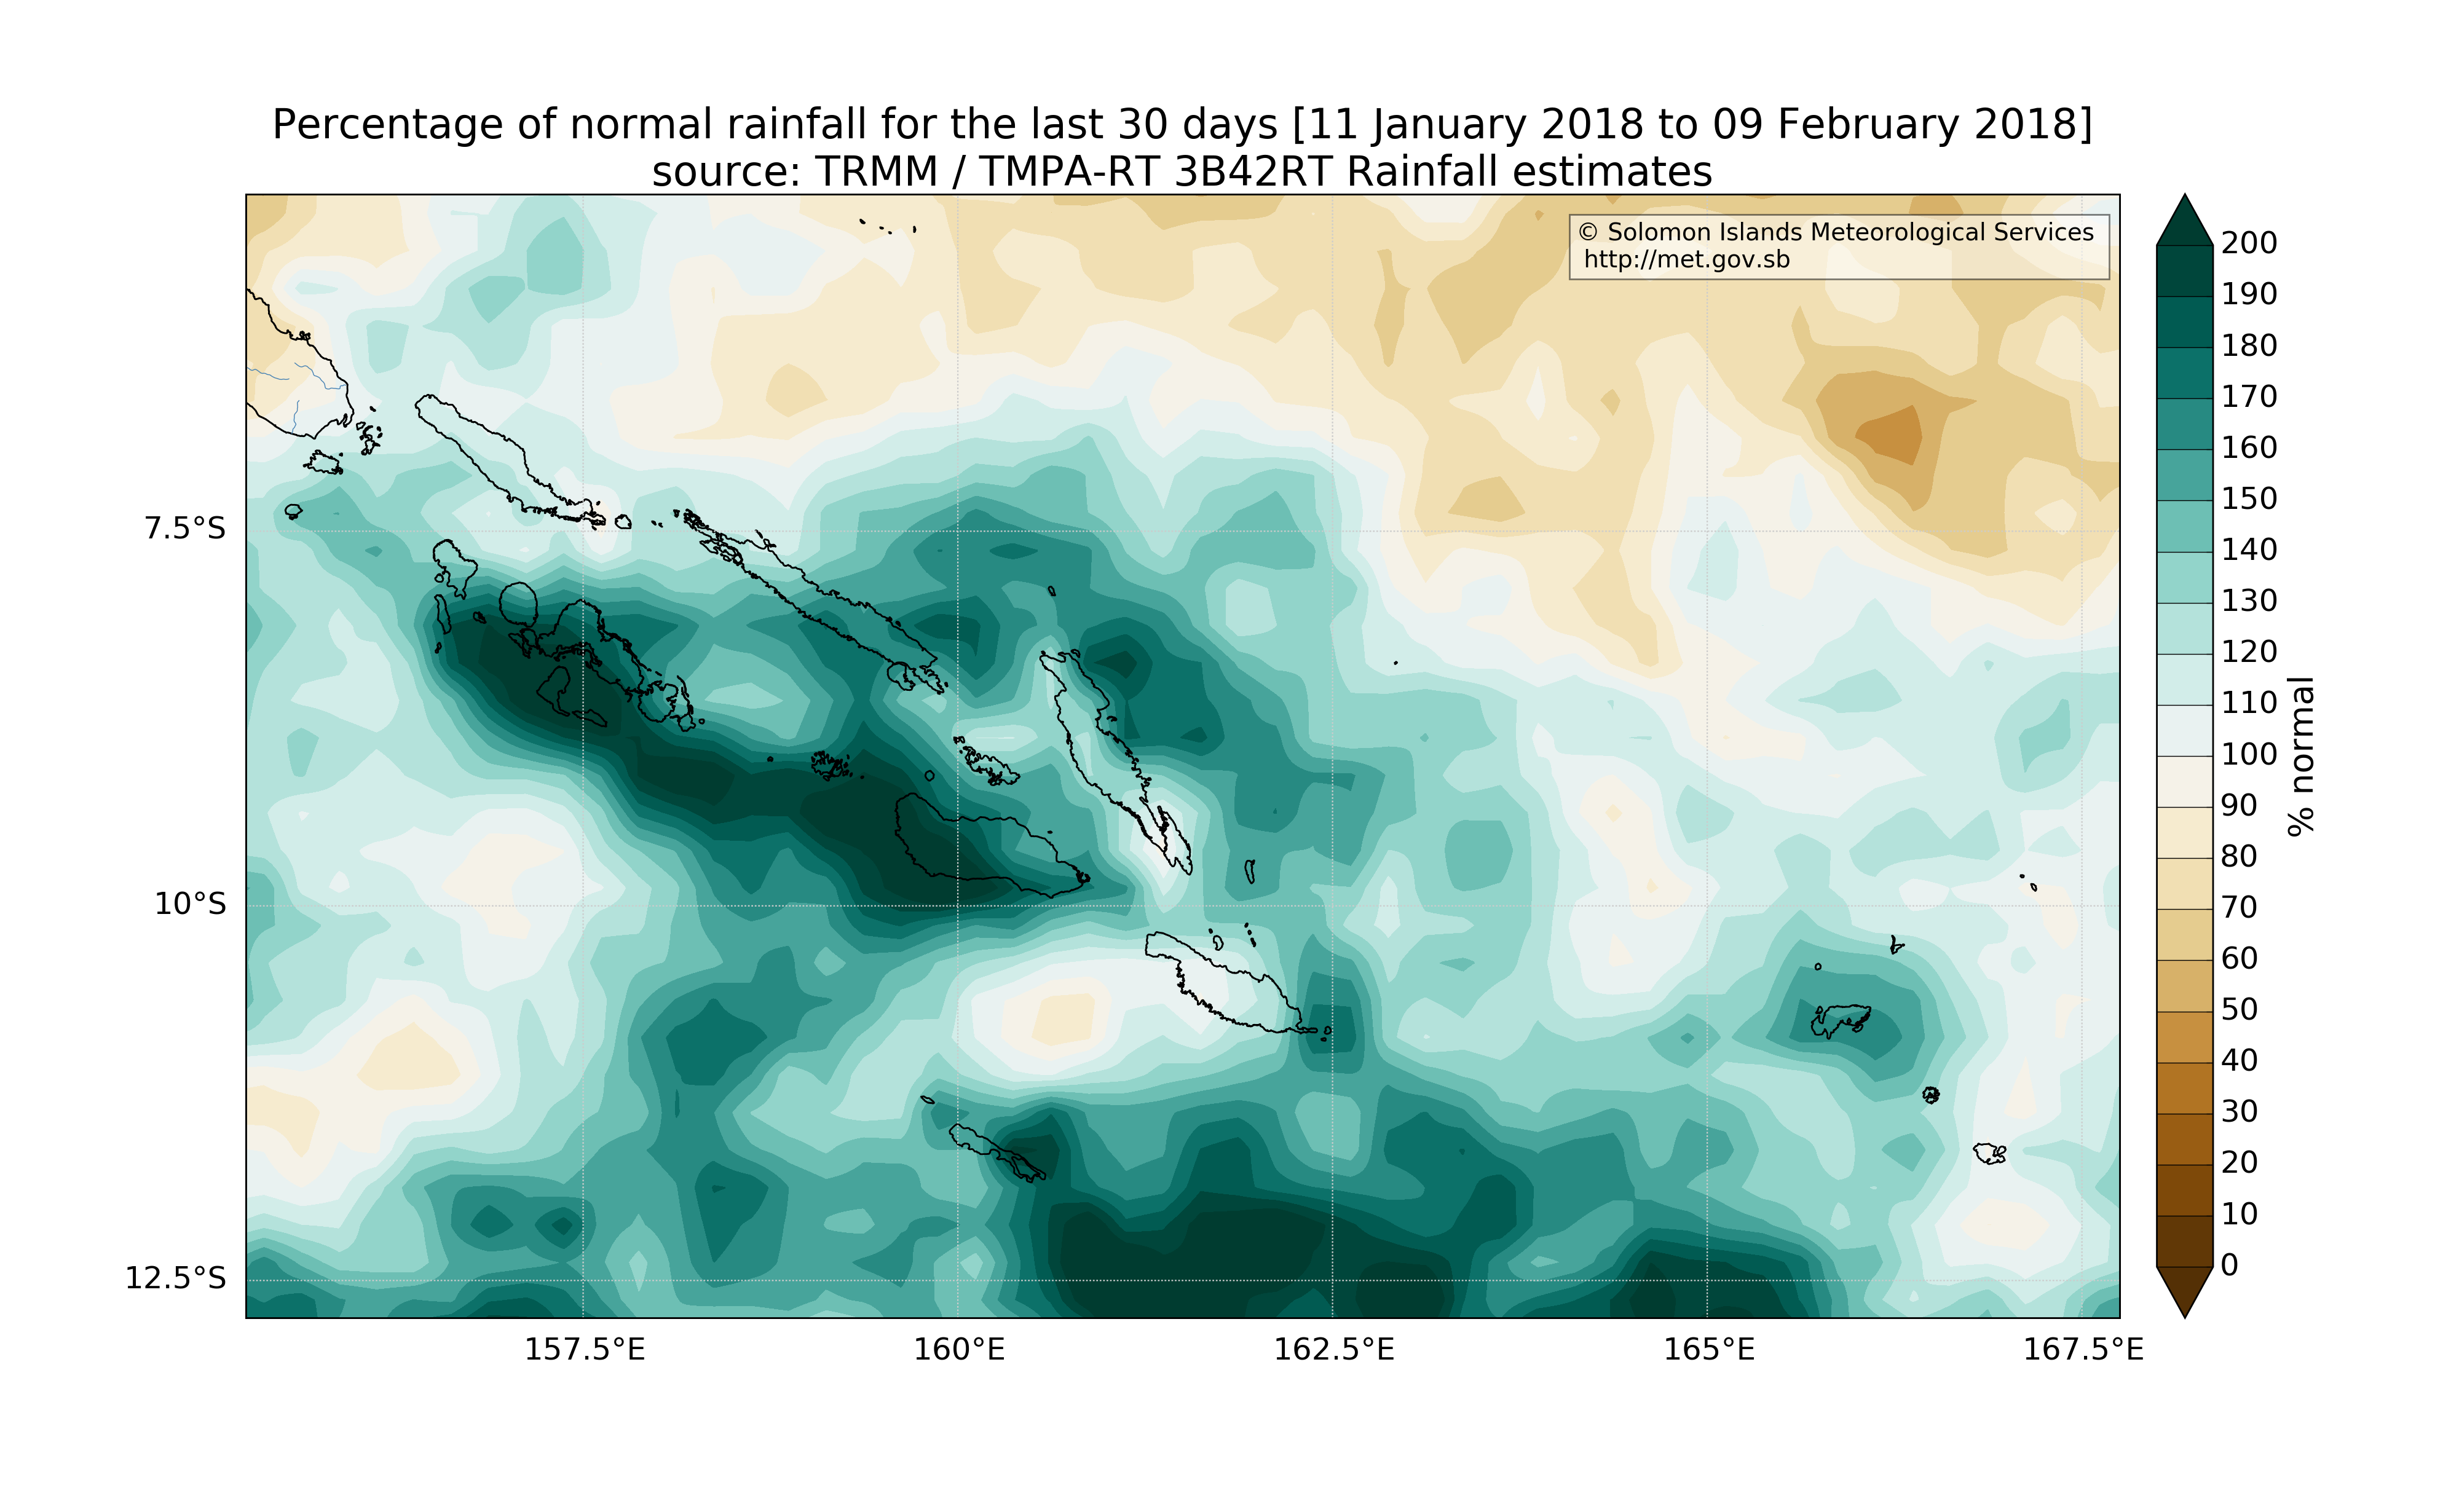 Percentage of normal rainfall for the last 30 days [11 January 2018 to 09 February 2018]
source: TRMM / TMPA-RT 3B42RT Rainfall estimates
© Solomon Islands Meteorological Services
http://met.gov.sb
7.5°S
10°S
12.5°S
157.5°E
160°E
162.5°E
165°E
167.5°E
200
190
180
170
160
150
140
130
120
110
100
90
80
70
60
50
40
30
20
10
0
% normal